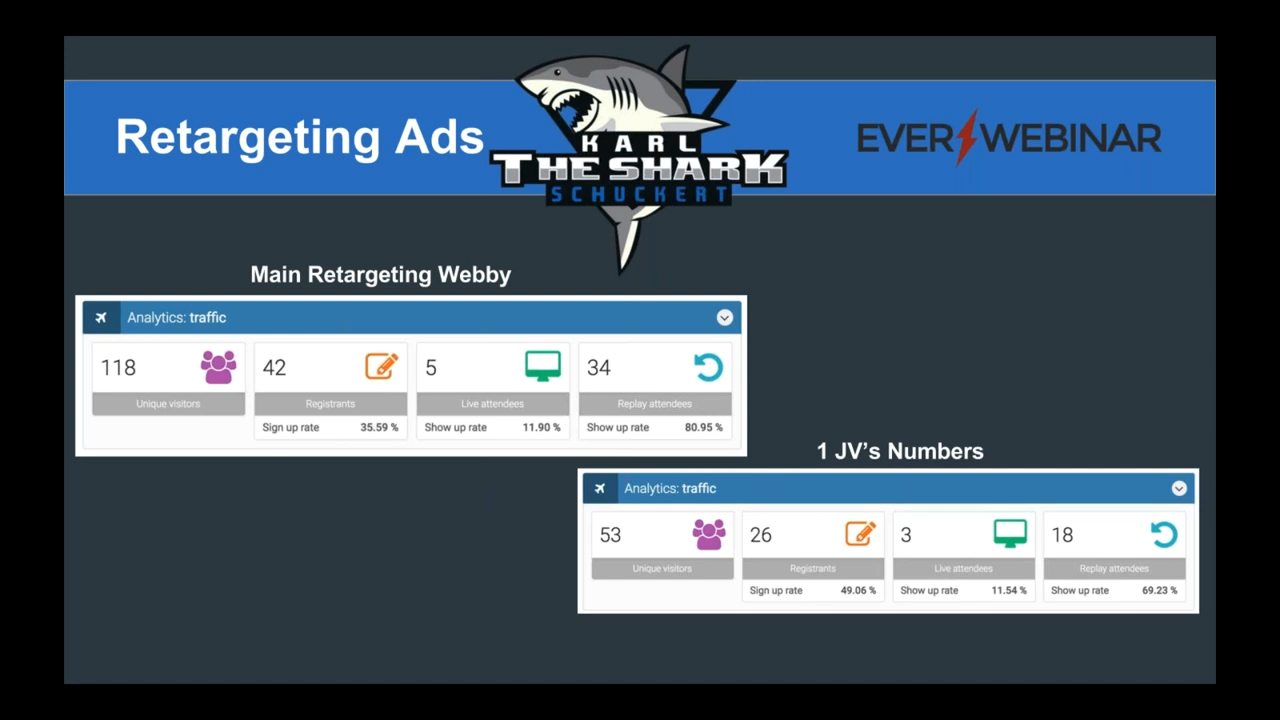 Retargeting Ads
KARL
THE SHARK
SCHUCKERT
EVER WEBINAR
Main Retargeting Webby
Analytics: traffic
118
Unique visitors
42
Registrants
Sign up rate 35.59 %
5
Live attendees
Show up rate 11.90 %
34
Replay attendees
Show up rate 80.95 %
1 JV's Numbers
Analytics: traffic
53
Unique visitors
26
Registrants
Sign up rate 49.06 %
3
Live attendees
Show up rate 11.54 %
18
Replay attendees
Show up rate 69.23 %